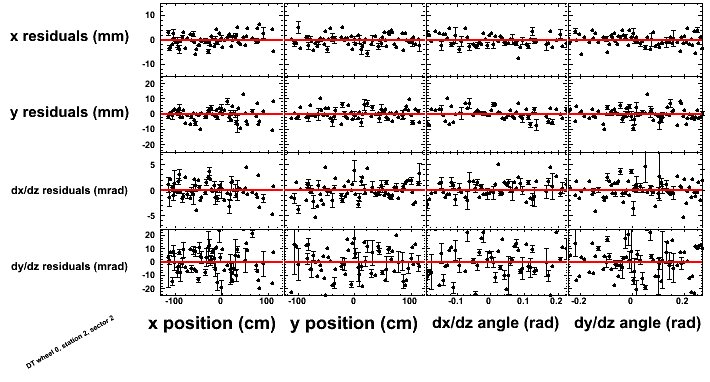 x residuals (mm)
10
0
-10
y residuals (mm)
20
10
0
-10
-20
dx/dz residuals (mrad)
5
0
-5
dy/dz residuals (mrad)
20
10
0
-10
-20
-100 0 100 -100 0 100 -0.1 0 0.1 0.2 -0.2 0 0.2
x position (cm) y position (cm) dx/dz angle (rad) dy/dz angle (rad)
DT wheel 0, station 2, sector 2